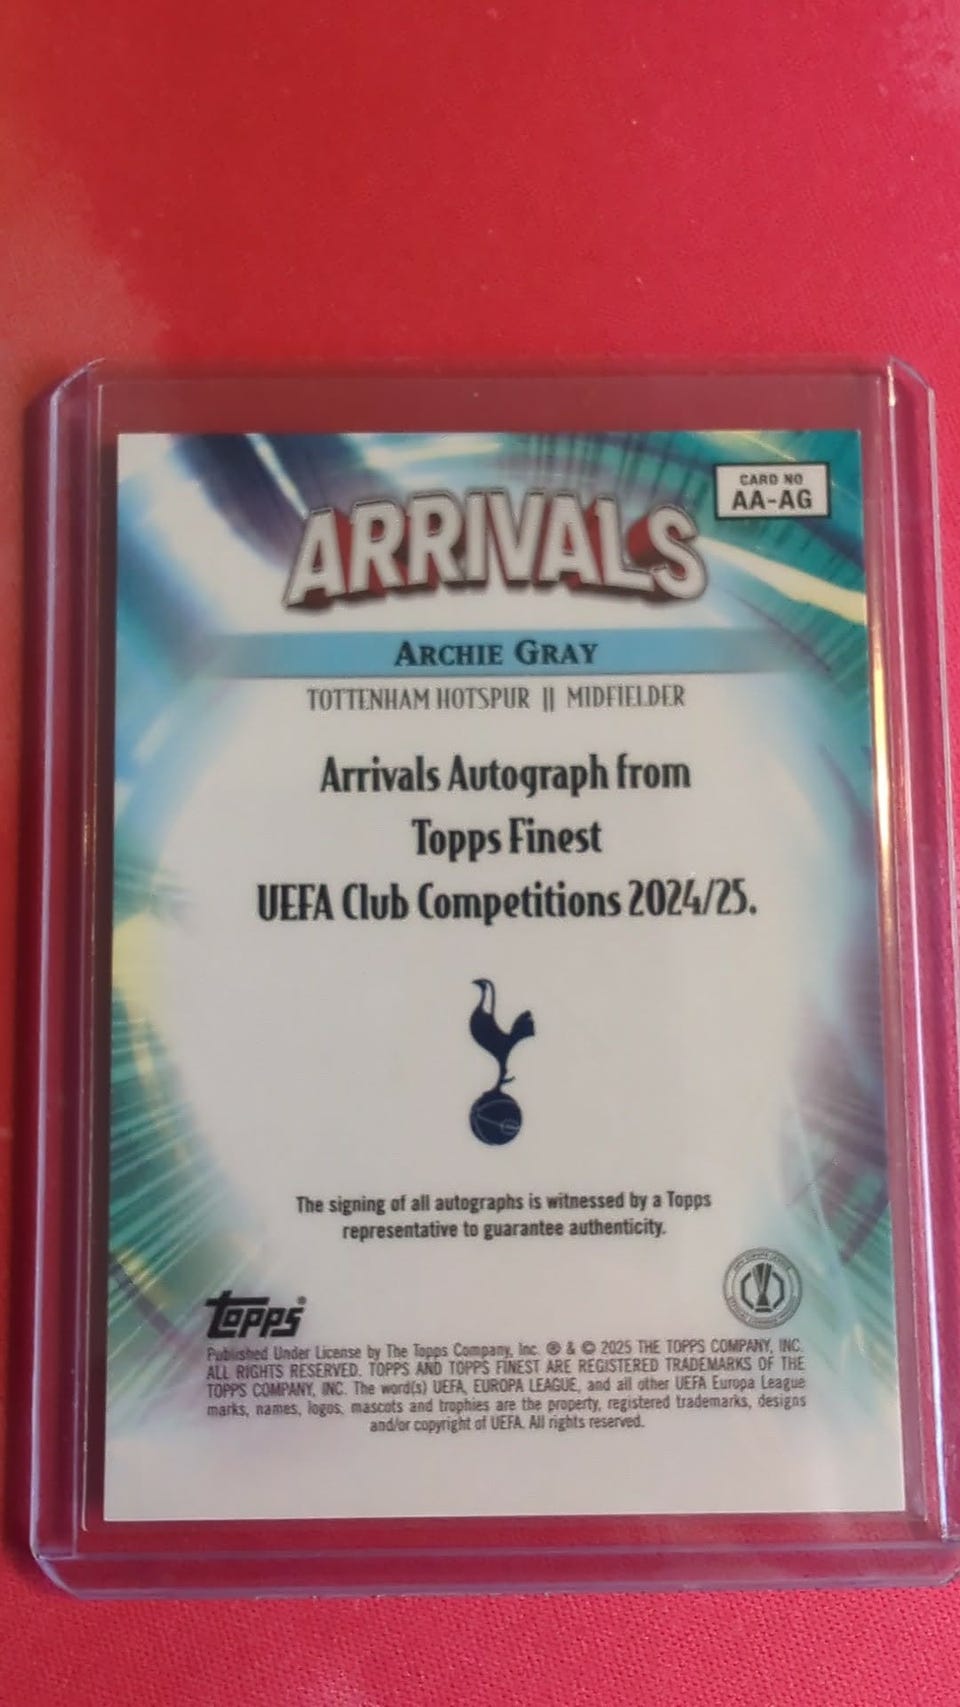 CARD NO
AA-AG
ARRIVALS
ARCHIE GRAY
TOTTENHAM HOTSPUR || MIDFIELDER
Arrivals Autograph from
Topps Finest
UEFA Club Competitions 2024/25.
The signing of all autographs is witnessed by a Topps
representative to guarantee authenticity.
Topps®
Published Under License by The Topps Company, Inc. ® & © 2025 THE TOPPS COMPANY, INC.
ALL RIGHTS RESERVED. TOPPS AND TOPPS FINEST ARE REGISTERED TRADEMARKS OF THE
TOPPS COMPANY, INC. The word(s) UEFA, EUROPA LEAGUE, and all other UEFA Europa League
marks, names, logos, mascots and trophies are the property, registered trademarks, designs
and/or copyright of UEFA. All rights reserved.